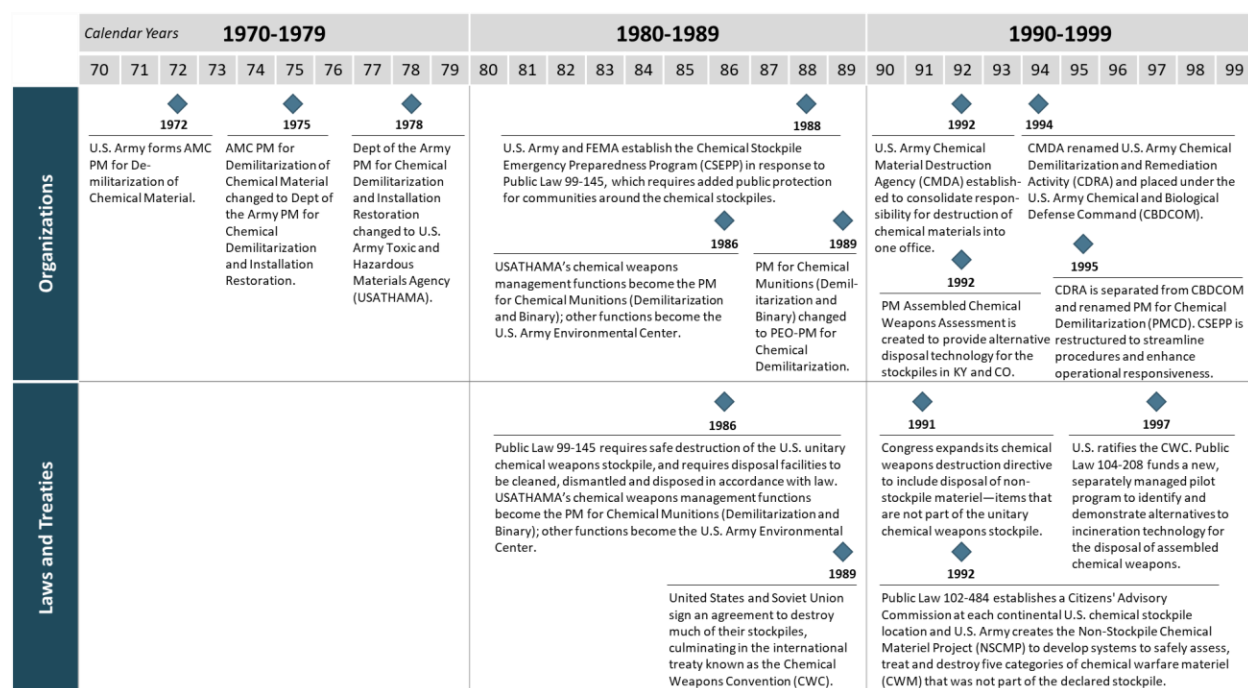 Calendar Years 1970-1979 1980-1989 1990-1999
70 71 72 73 74 75 76 77 78 79 80 81 82 83 84 85 86 87 88 89 90 91 92 93 94 95 96 97 98 99
Organizations
1972
U.S. Army forms AMC
PM for De-
militarization of
Chemical Material.
1975
AMC PM for
Demilitarization of
Chemical Material
changed to Dept of
the Army PM for
Chemical
Demilitarization
and Installation
Restoration.
1978
Dept of the Army
PM for Chemical
Demilitarization
and Installation
Restoration
changed to U.S.
Army Toxic and
Hazardous
Materials Agency
(USATHAMA).
1988
U.S. Army and FEMA establish the Chemical Stockpile
Emergency Preparedness Program (CSEPP) in response to
Public Law 99-145, which requires added public protection
for communities around the chemical stockpiles.
1986
USATHAMA’s chemical weapons
management functions become the PM
for Chemical Munitions (Demilitarization
and Binary); other functions become the
U.S. Army Environmental Center.
1989
PM for Chemical
Munitions (Demil-
itarization and
Binary) changed
to PEO-PM for
Chemical
Demilitarization.
1992
U.S. Army Chemical
Material Destruction
Agency (CMDA) establish-
ed to consolidate respon-
sibility for destruction of
chemical materials into
one office.
1994
CMDA renamed U.S. Army Chemical
Demilitarization and Remediation
Activity (CDRA) and placed under the
U.S. Army Chemical and Biological
Defense Command (CBDCOM).
1992
PM Assembled Chemical
Weapons Assessment is
created to provide alternative
disposal technology for the
stockpiles in KY and CO.
1995
CDRA is separated from CBDCOM
and renamed PM for Chemical
Demilitarization (PMCD). CSEPP is
restructured to streamline
procedures and enhance
operational responsiveness.
Laws and Treaties
1986
Public Law 99-145 requires safe destruction of the U.S. unitary
chemical weapons stockpile, and requires disposal facilities to
be cleaned, dismantled and disposed in accordance with law.
USATHAMA’s chemical weapons management functions
become the PM for Chemical Munitions (Demilitarization and
Binary); other functions become the U.S. Army Environmental
Center.
1989
United States and Soviet Union
sign an agreement to destroy
much of their stockpiles,
culminating in the international
treaty known as the Chemical
Weapons Convention (CWC).
1991
Congress expands its chemical
weapons destruction directive
to include disposal of non-
stockpile materiel—items that
are not part of the unitary
chemical weapons stockpile.
1997
U.S. ratifies the CWC. Public
Law 104-208 funds a new,
separately managed pilot
program to identify and
demonstrate alternatives to
incineration technology for
the disposal of assembled
chemical weapons.
1992
Public Law 102-484 establishes a Citizens' Advisory
Commission at each continental U.S. chemical stockpile
location and U.S. Army creates the Non-Stockpile Chemical
Materiel Project (NSCMP) to develop systems to safely assess,
treat and destroy five categories of chemical warfare materiel
(CWM) that was not part of the declared stockpile.